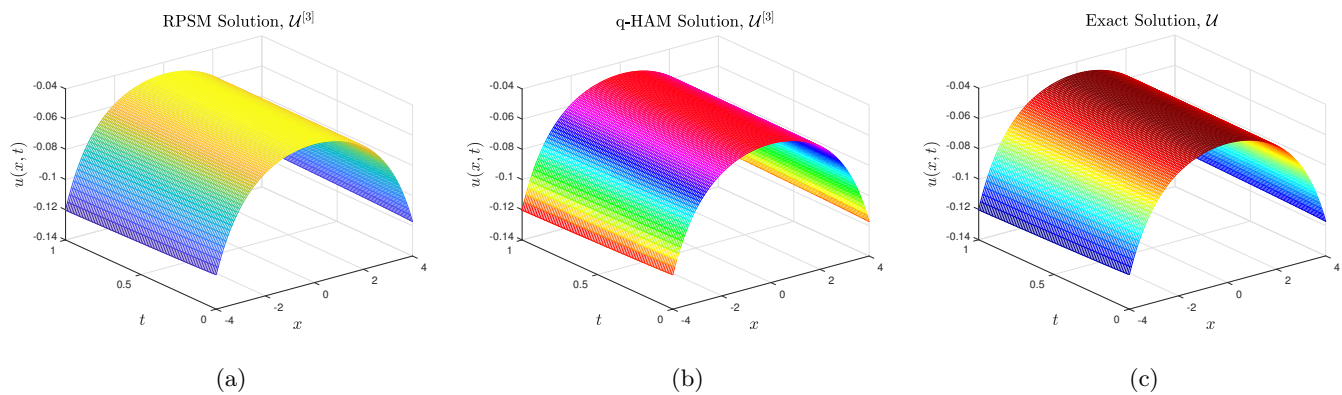 RPSM Solution, 𝒰^[3]
-0.04
-0.06
-0.08
-0.1
-0.12
-0.14
u(x, t)
1
0.5
0
t
-4
-2
0
2
4
x
(a)
q-HAM Solution, 𝒰^[3]
-0.04
-0.06
-0.08
-0.1
-0.12
-0.14
u(x, t)
1
0.5
0
t
-4
-2
0
2
4
x
(b)
Exact Solution, 𝒰
-0.04
-0.06
-0.08
-0.1
-0.12
-0.14
u(x, t)
1
0.5
0
t
-4
-2
0
2
4
x
(c)